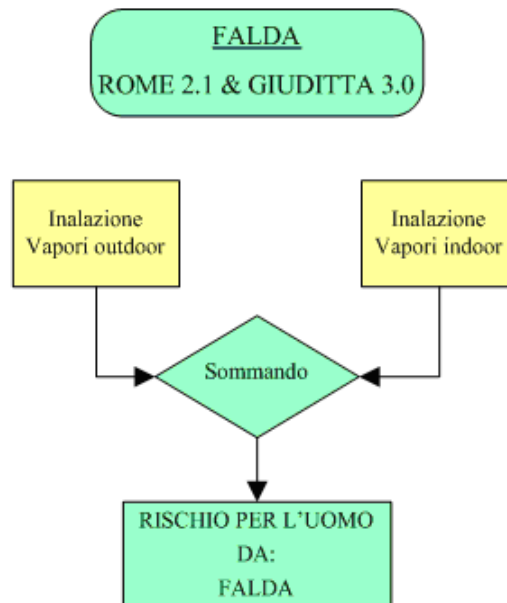 FALDA
ROME 2.1 & GIUDITTA 3.0
Inalazione
Vapori outdoor
Inalazione
Vapori indoor
Sommando
RISCHIO PER L'UOMO
DA:
FALDA